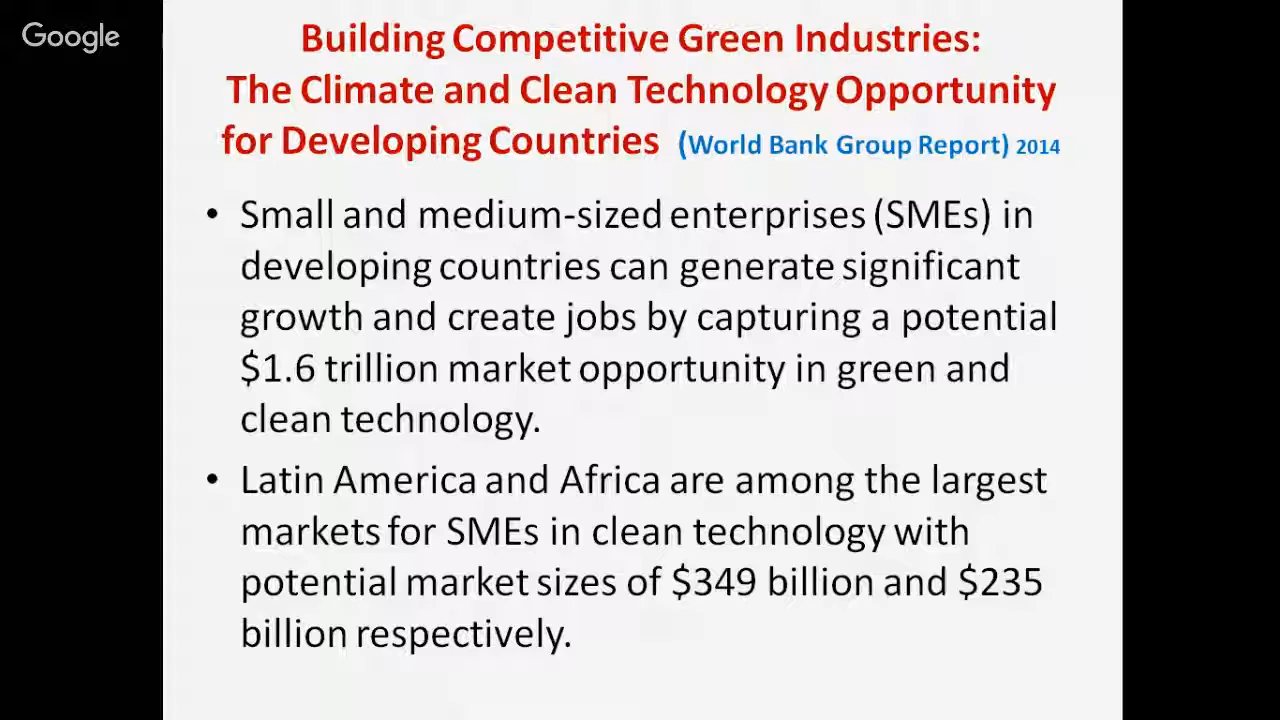 Google
Building Competitive Green Industries:
The Climate and Clean Technology Opportunity
for Developing Countries (World Bank Group Report) 2014
• Small and medium-sized enterprises (SMEs) in
developing countries can generate significant
growth and create jobs by capturing a potential
$1.6 trillion market opportunity in green and
clean technology.
• Latin America and Africa are among the largest
markets for SMEs in clean technology with
potential market sizes of $349 billion and $235
billion respectively.